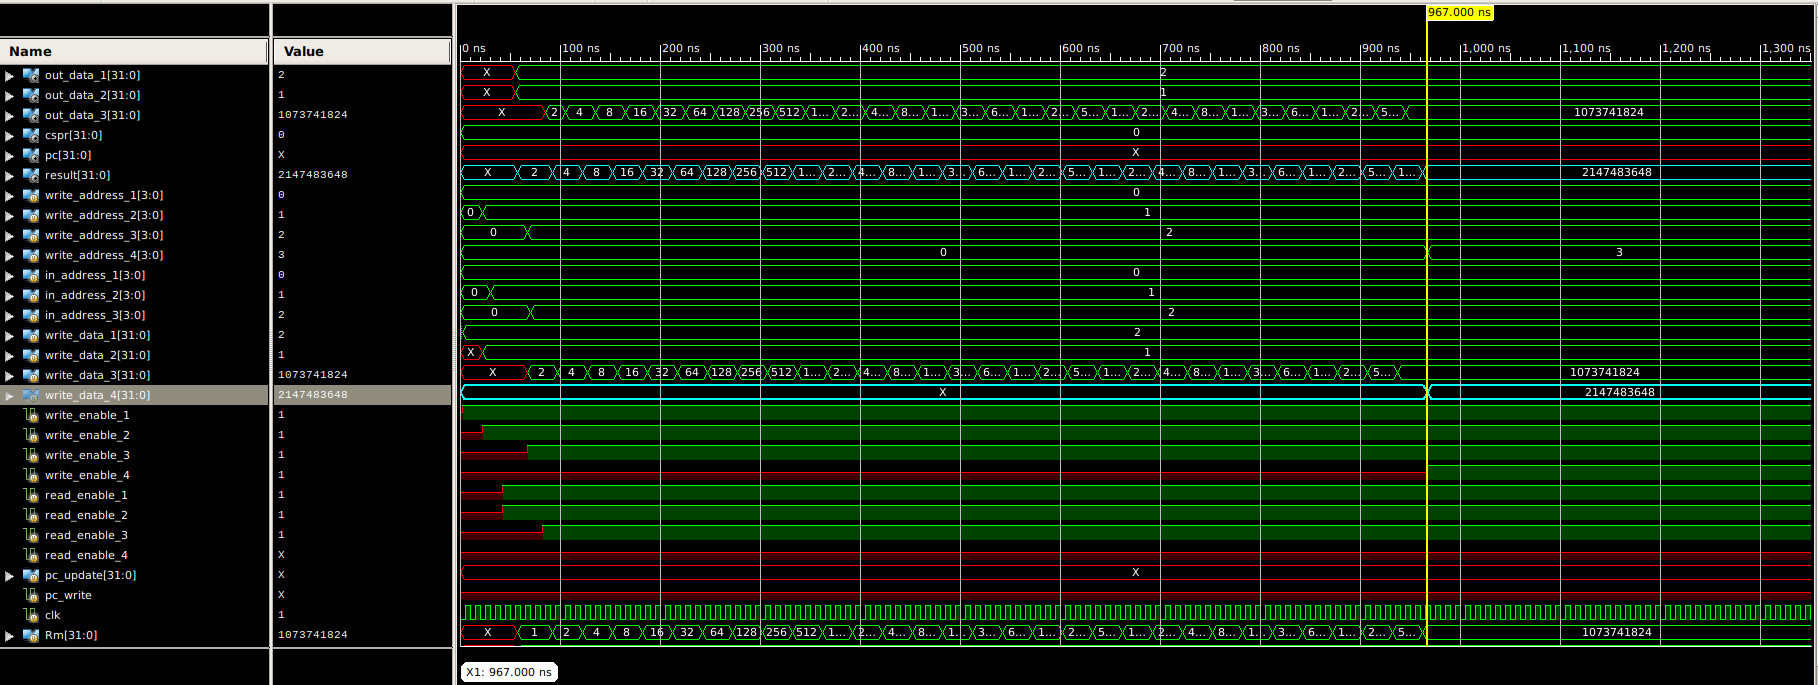 967.000 ns
Name Value 0 ns 100 ns 200 ns 300 ns 400 ns 500 ns 600 ns 700 ns 800 ns 900 ns 1,000 ns 1,100 ns 1,200 ns 1,300 ns
out_data_1[31:0] 2 X 2
out_data_2[31:0] 1 X 1
out_data_3[31:0] 1073741824 X 2 4 8 16 32 64 128 256 512 1... 2... 4... 8... 1... 3... 6... 1... 2... 5... 1... 2... 4... 8... 1... 3... 6... 1... 2... 5... 1073741824
cspr[31:0] 0 0
pc[31:0] X X
result[31:0] 2147483648 X 2 4 8 16 32 64 128 256 512 1... 2... 4... 8... 1... 3... 6... 1... 2... 5... 1... 2... 4... 8... 1... 3... 6... 1... 2... 5... 1... 2147483648
write_address_1[3:0] 0 0
write_address_2[3:0] 1 0 1
write_address_3[3:0] 2 0 2
write_address_4[3:0] 3 0 3
in_address_1[3:0] 0 0
in_address_2[3:0] 1 0 1
in_address_3[3:0] 2 0 2
write_data_1[31:0] 2 2
write_data_2[31:0] 1 X 1
write_data_3[31:0] 1073741824 X 2 4 8 16 32 64 128 256 512 1... 2... 4... 8... 1... 3... 6... 1... 2... 5... 1... 2... 4... 8... 1... 3... 6... 1... 2... 5... 1073741824
write_data_4[31:0] 2147483648 X 2147483648
write_enable_1 1
write_enable_2 1
write_enable_3 1
write_enable_4 1
read_enable_1 1
read_enable_2 1
read_enable_3 1
read_enable_4 X
pc_update[31:0] X X
pc_write X
clk 1
Rm[31:0] 1073741824 X 1 2 4 8 16 32 64 128 256 512 1... 2... 4... 8... 1... 3... 6... 1... 2... 5... 1... 2... 4... 8... 1... 3... 6... 1... 2... 5... 1073741824
X1: 967.000 ns